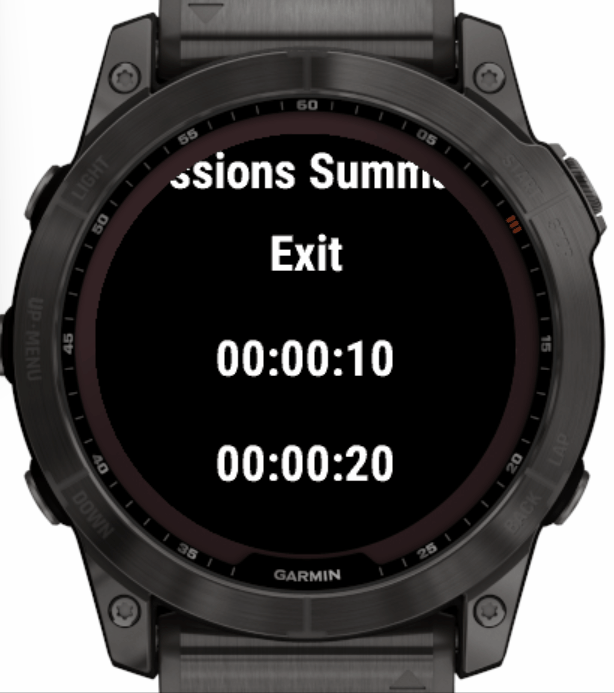 60
55
05
LIGHT
START
50
ssions Summa
Exit
UP·MENU
45
00:00:10
15
00:00:20
40
20
LAP
DOWN
BACK
35
25
GARMIN